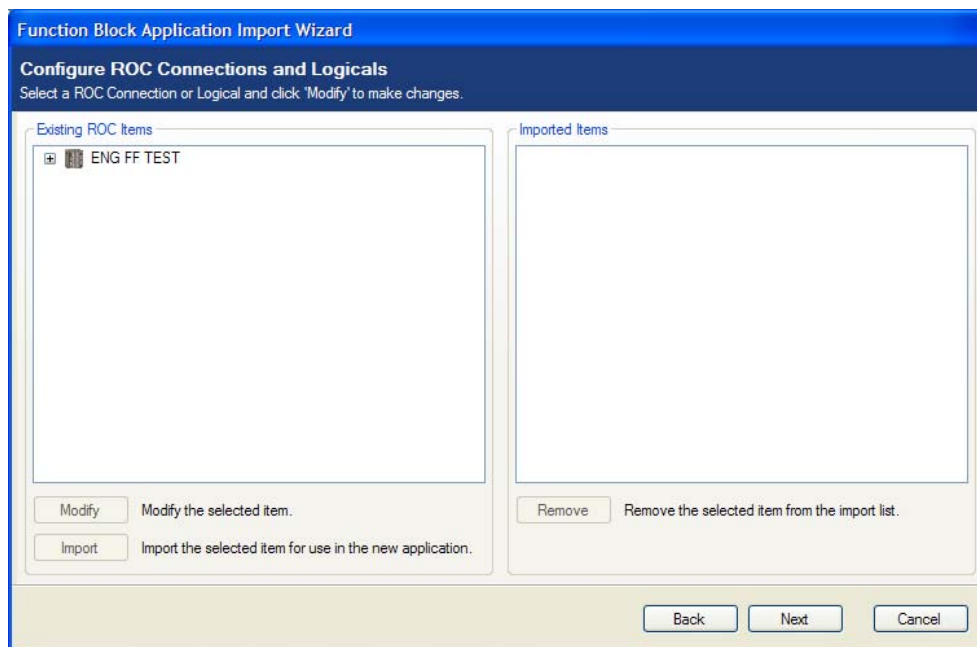 Function Block Application Import Wizard
Configure ROC Connections and Logicals
Select a ROC Connection or Logical and click 'Modify' to make changes.
Existing ROC Items
ENG FF TEST
Modify Modify the selected item.
Import Import the selected item for use in the new application.
Imported Items
Remove Remove the selected item from the import list.
Back Next Cancel